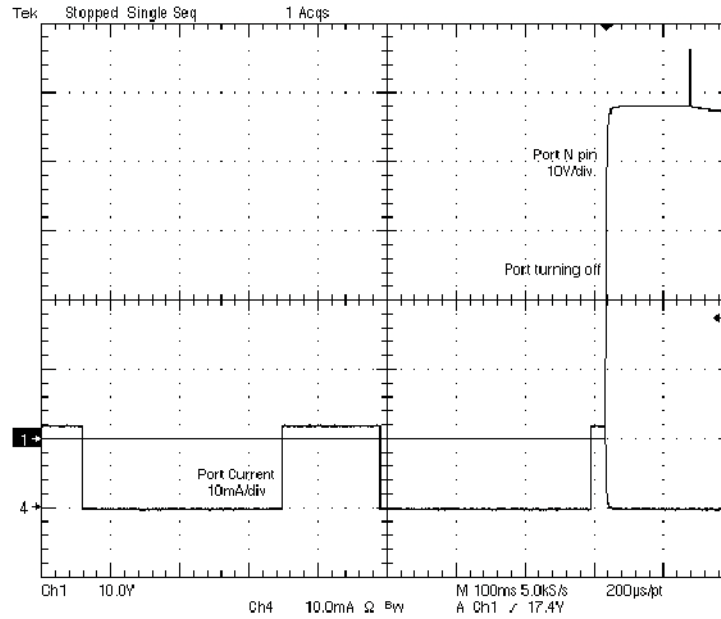 Tek Stopped Single Seq 1 Acqs
Port N pin
10V/div.
Port turning off
1
Port Current
10mA/div
4
Ch1 10.0V M 100ms 5.0kS/s 200µs/pt
Ch4 10.0mA Ω BW A Ch1 / 17.4V